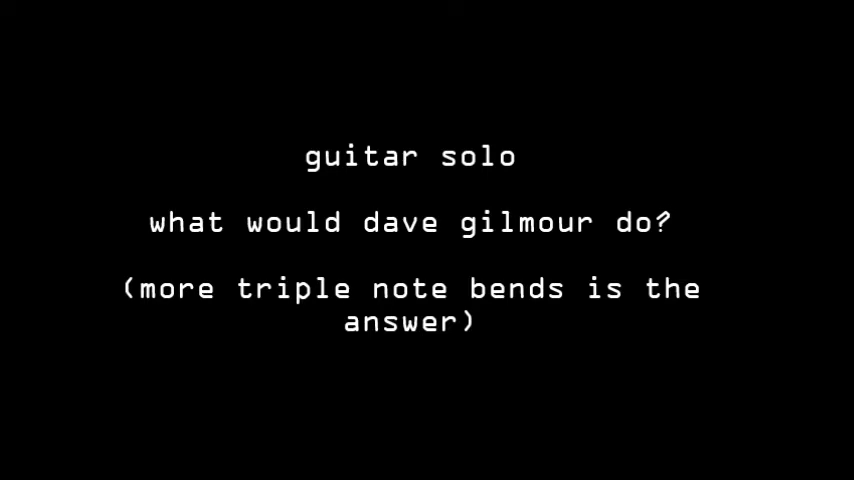 guitar solo
what would dave gilmour do?
(more triple note bends is the
answer)